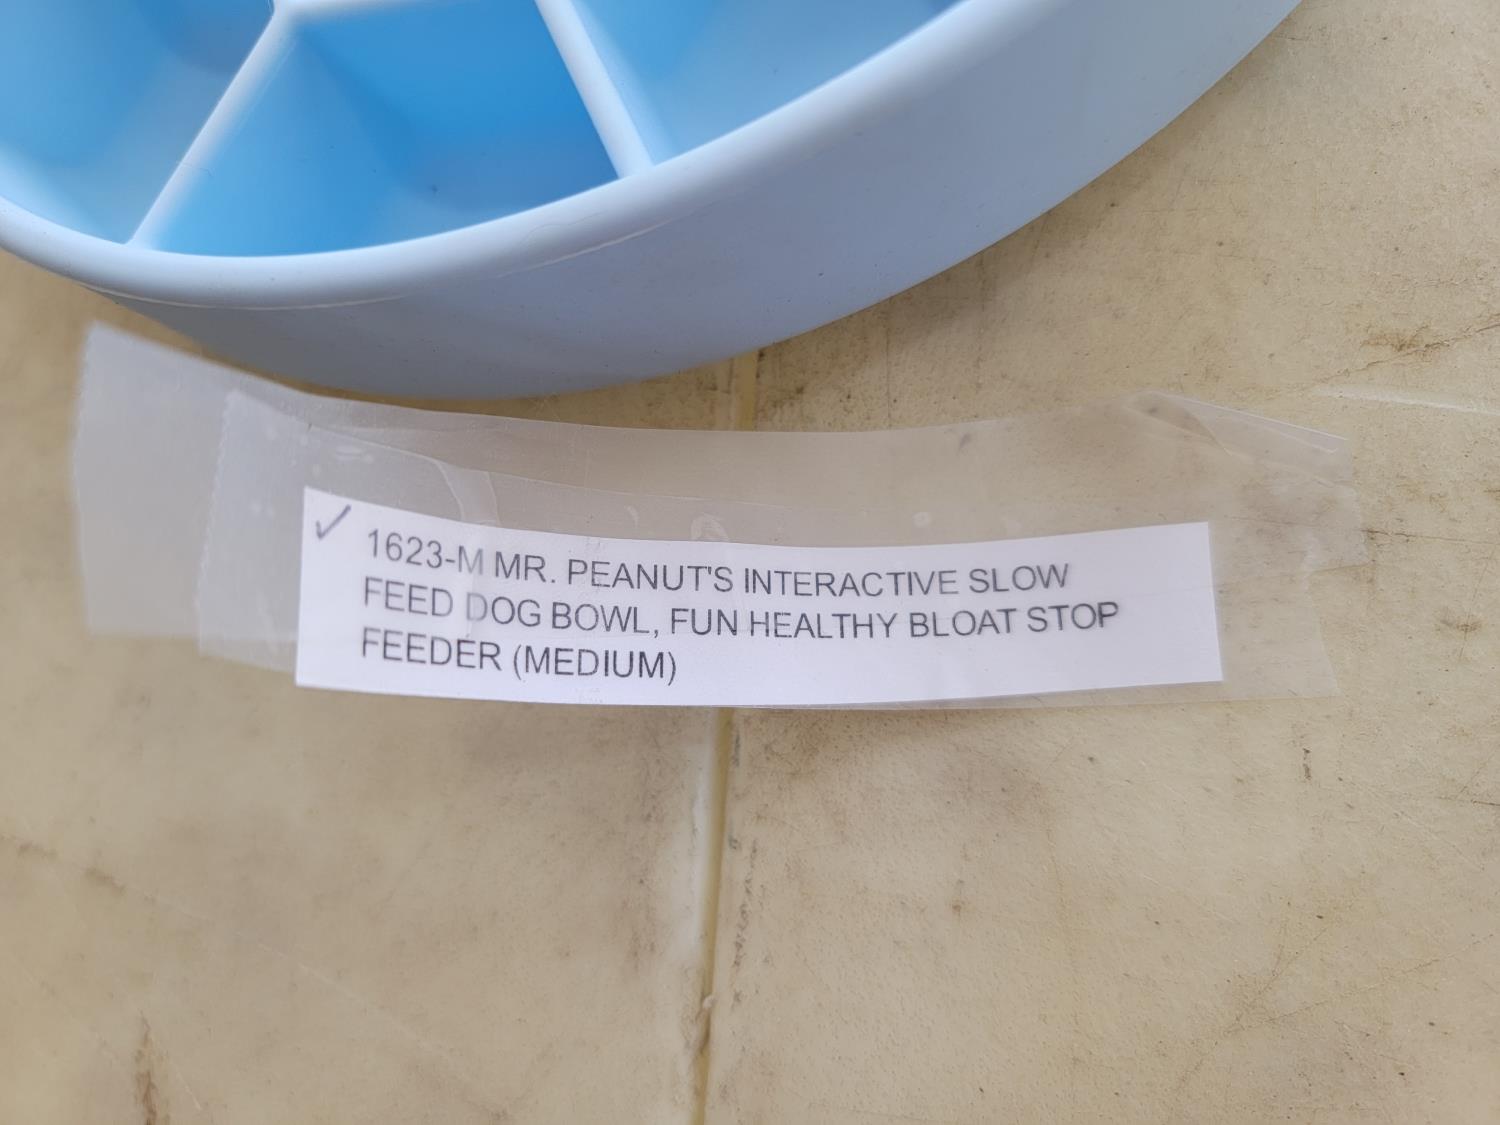 ✓ 1623-M MR. PEANUT'S INTERACTIVE SLOW
FEED DOG BOWL, FUN HEALTHY BLOAT STOP
FEEDER (MEDIUM)